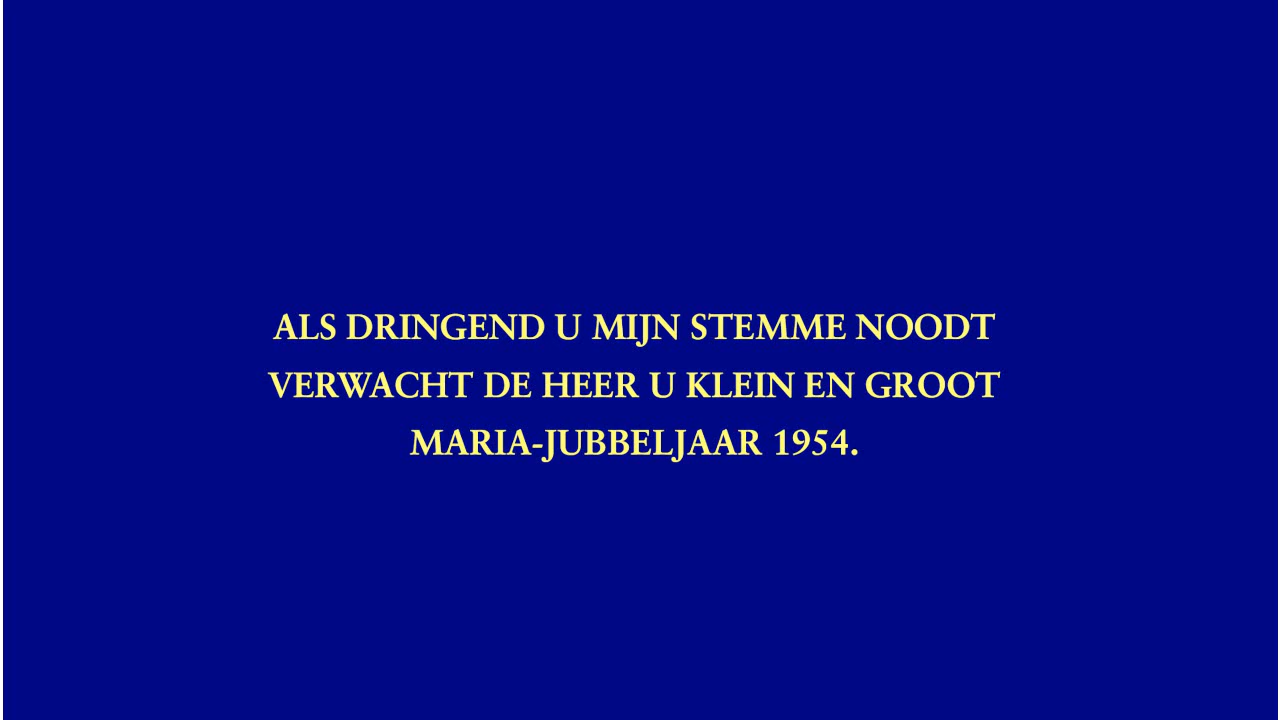 ALS DRINGEND U MIJN STEMME NOODT
VERWACHT DE HEER U KLEIN EN GROOT
MARIA-JUBBELJAAR 1954.